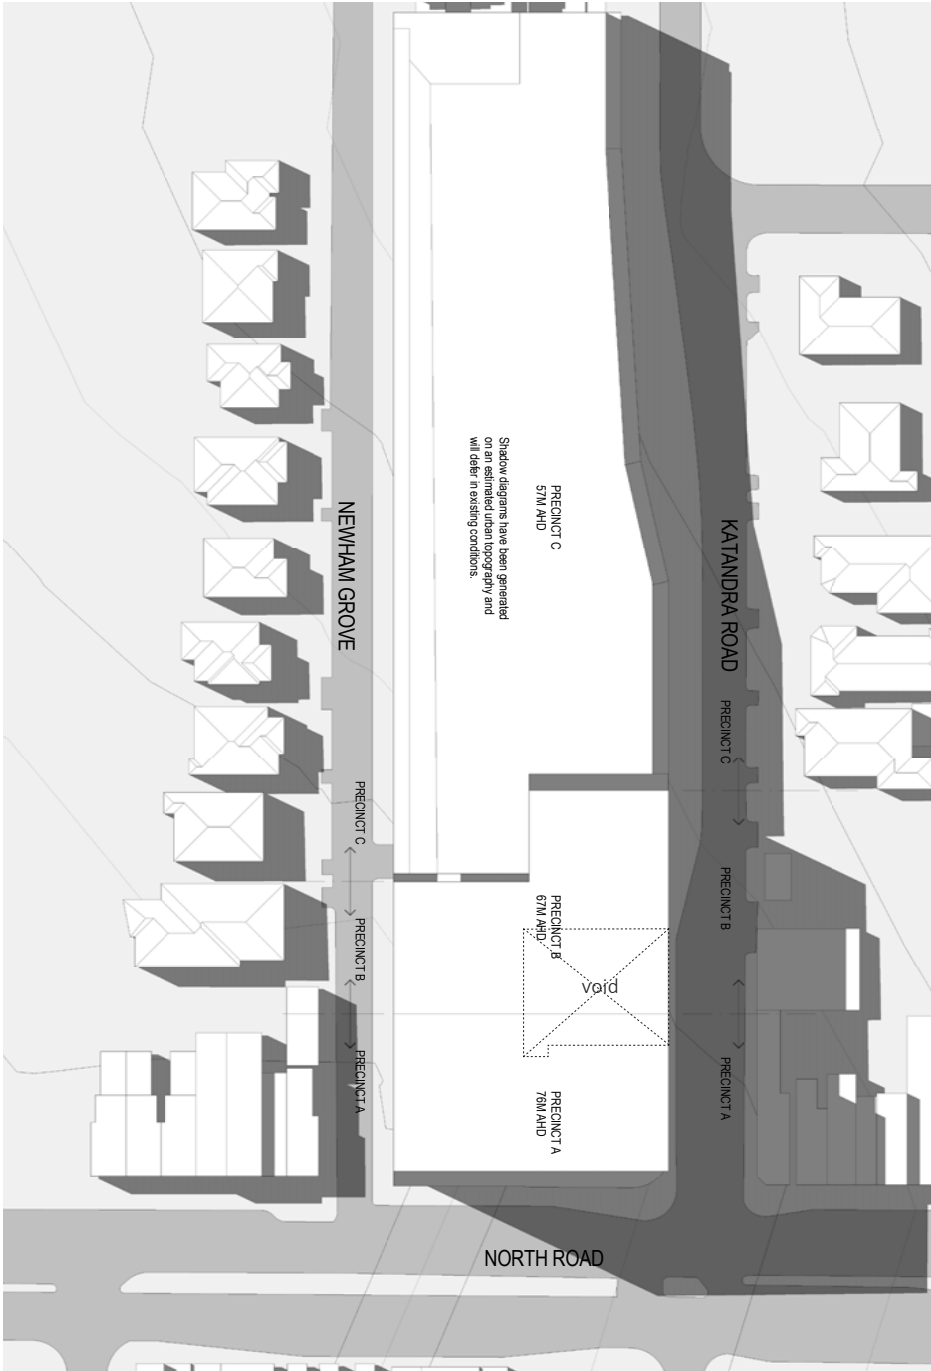 Shadow diagrams have been generated
on an estimated urban topography and
will defer in existing conditions.
PRECINCT C
57M AHD
NEWHAM GROVE
KATANDRA ROAD
PRECINCT C
PRECINCT C
PRECINCT B
67M AHD
PRECINCT B
PRECINCT B
void
PRECINCT A
PRECINCT A
76M AHD
PRECINCT A
NORTH ROAD